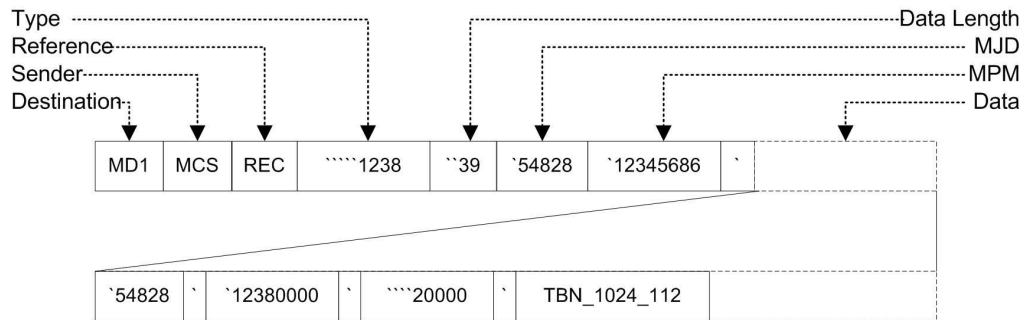 Type Data Length
Reference MJD
Sender MPM
Destination Data
MD1 MCS REC `````1238 ``39 `54828 `12345686 `
`54828 ` `12380000 ` ````20000 ` TBN_1024_112